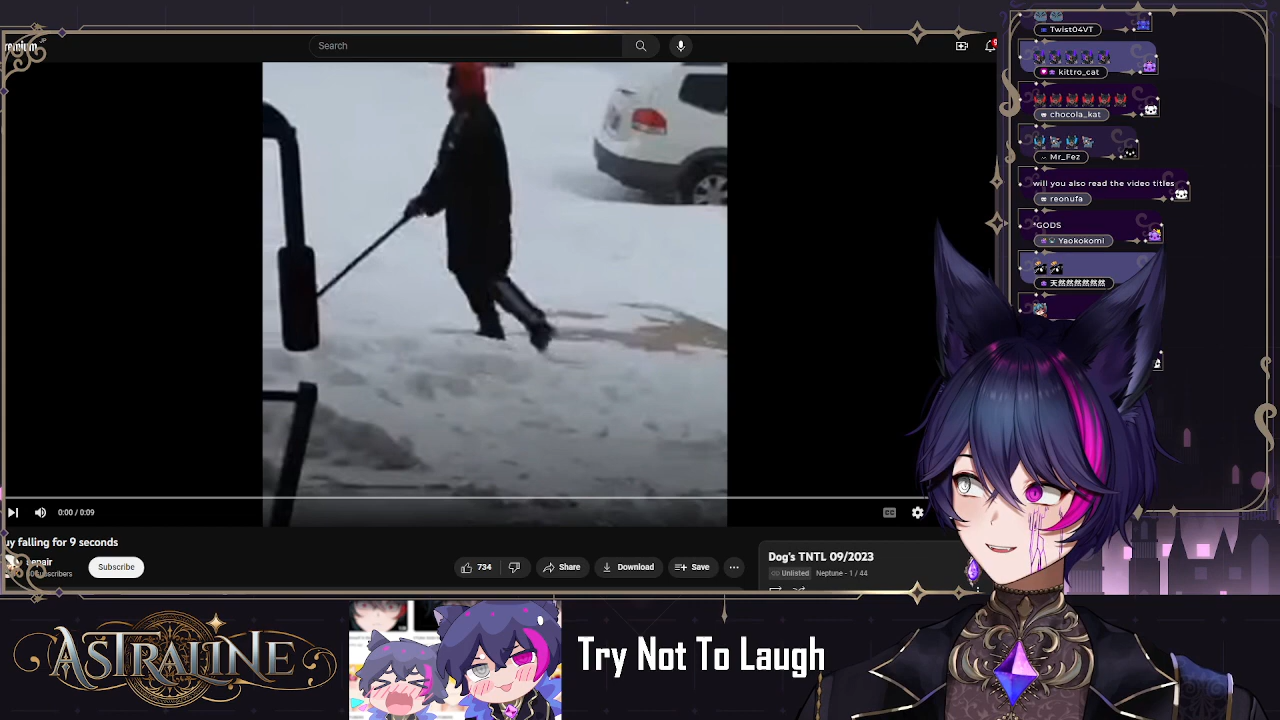 Search
Twist04VT
kittro_cat
chocola_kat
Mr_Fez
will you also read the video titles
reonufa
*GODS
Yaokokomi
天然然然然然然
0:00 / 0:09
CC
uy falling for 9 seconds
Subscribe
734
Share
Download
Save
Dog's TNTL 09/2023
Unlisted
Neptune - 1 / 44
ASTRALINE
Try Not To Laugh